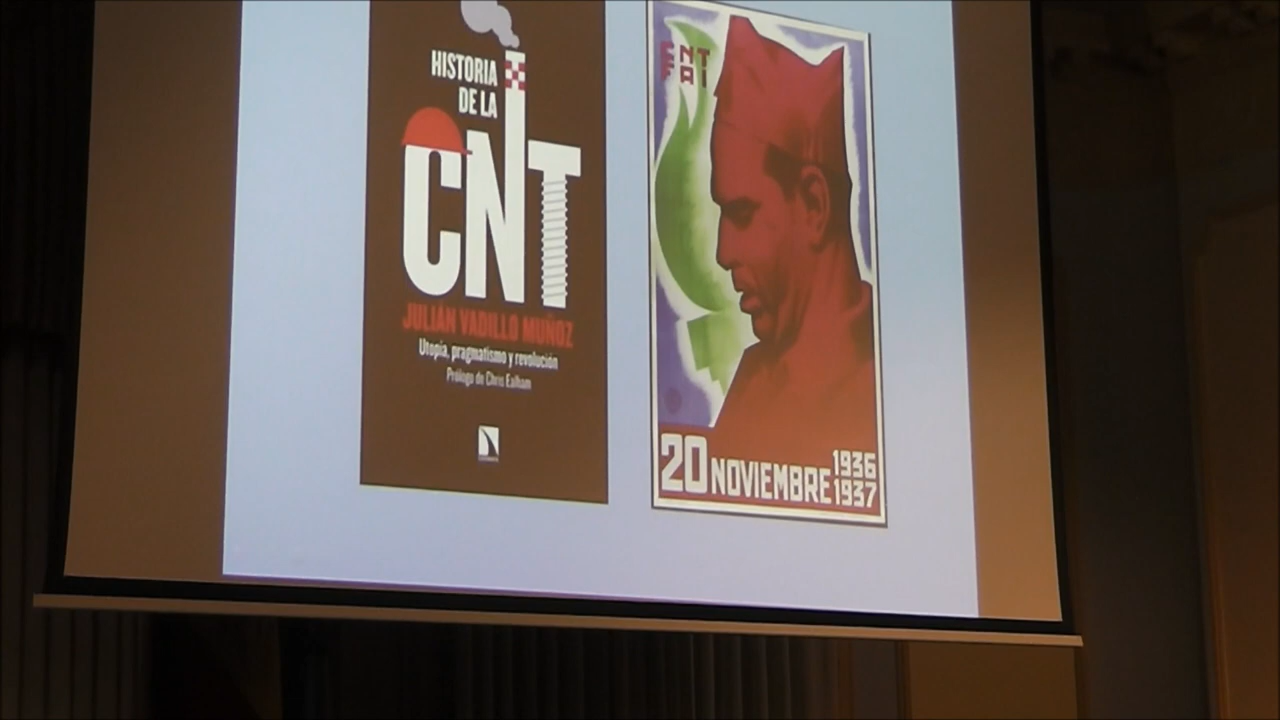 HISTORIA
DE LA
CNT
JULIÁN VADILLO MUÑOZ
Utopía, pragmatismo y revolución
Prólogo de Chris Ealham
CNT
FAI
20 NOVIEMBRE 1936
1937